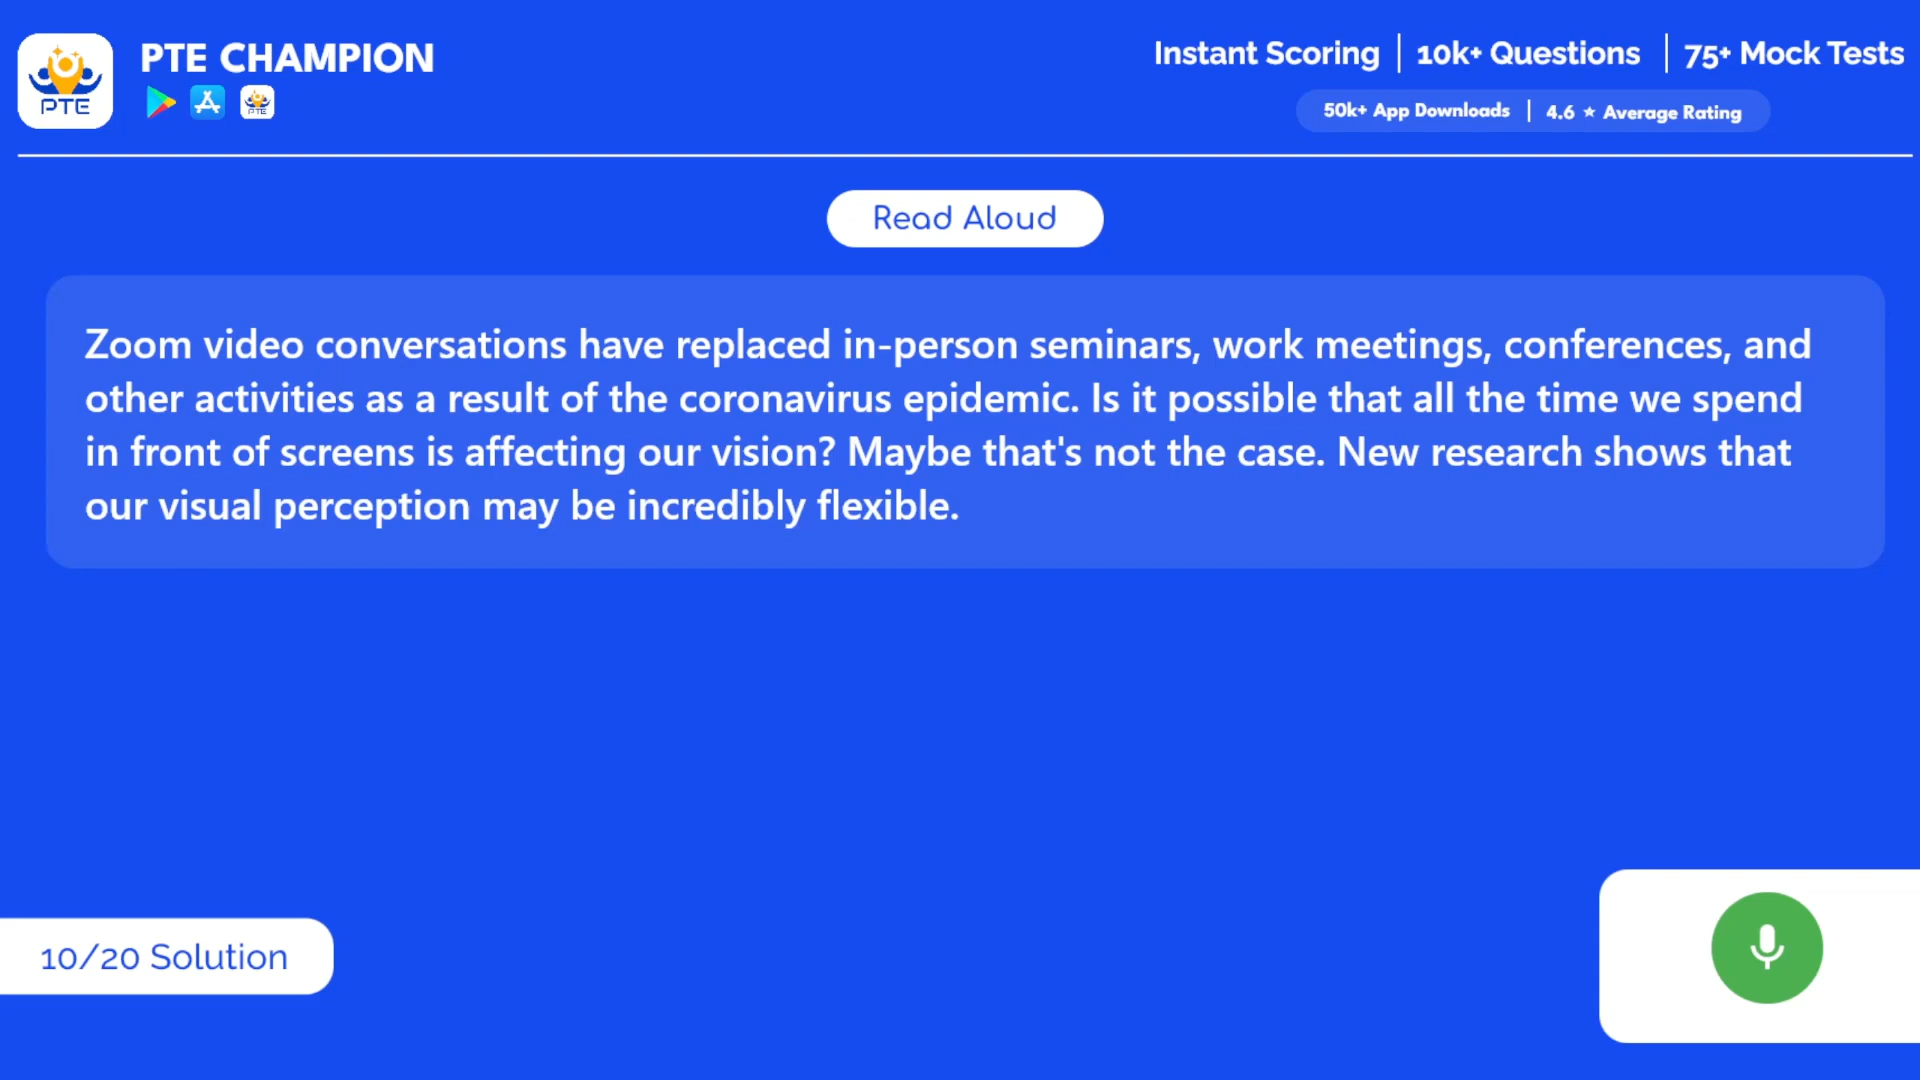 PTE CHAMPION
PTE
PTE
Instant Scoring | 10k+ Questions | 75+ Mock Tests
50k+ App Downloads | 4.6 ★ Average Rating
Read Aloud
Zoom video conversations have replaced in-person seminars, work meetings, conferences, and
other activities as a result of the coronavirus epidemic. Is it possible that all the time we spend
in front of screens is affecting our vision? Maybe that's not the case. New research shows that
our visual perception may be incredibly flexible.
10/20 Solution